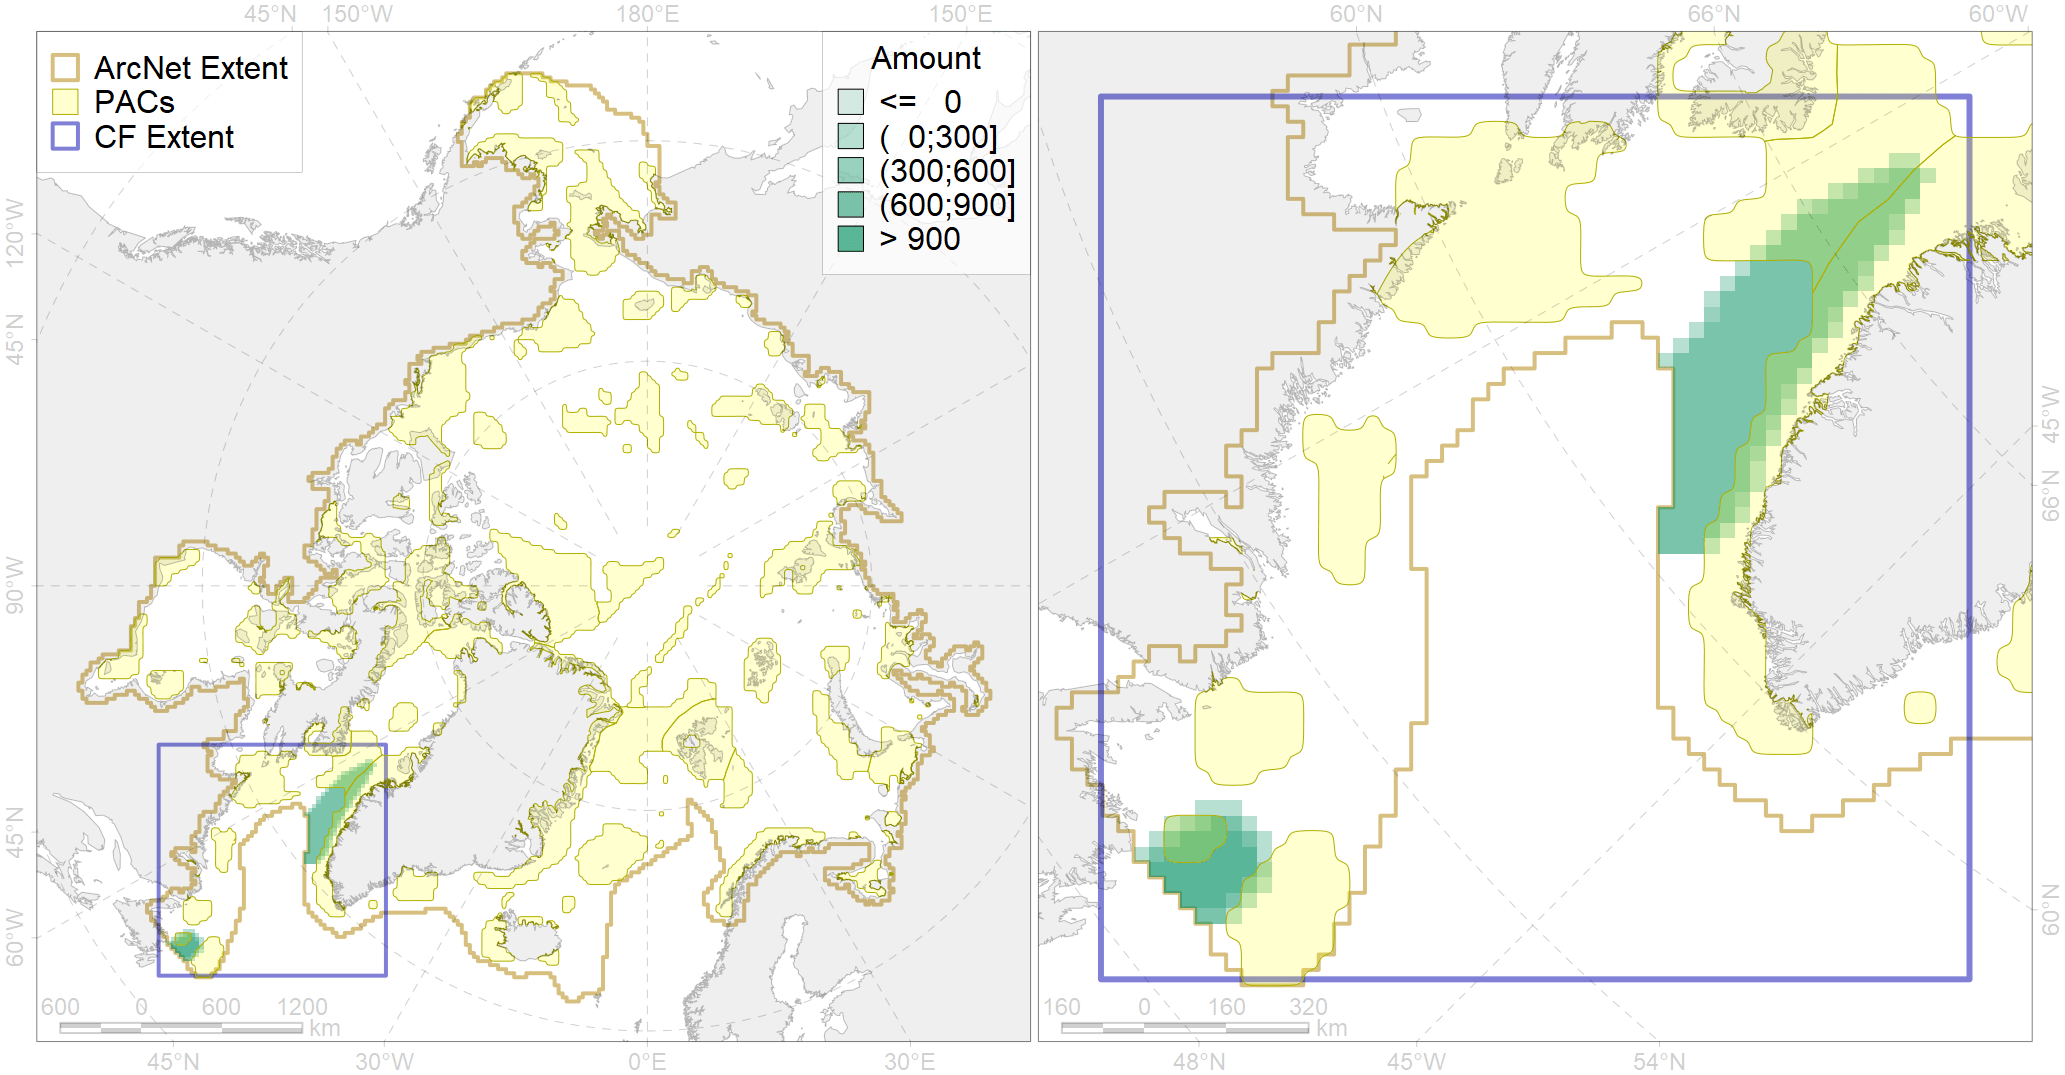 45°N 150°W 180°E 150°E 60°N 66°N 60°W
ArcNet Extent
PACs
CF Extent
Amount
<= 0
( 0;300]
(300;600]
(600;900]
> 900
120°W
45°N
90°W
45°N
60°W
45°W
66°N
60°N
600 0 600 1200
km
160 0 160 320
km
45°N 30°W 0°E 30°E 48°N 45°W 54°N